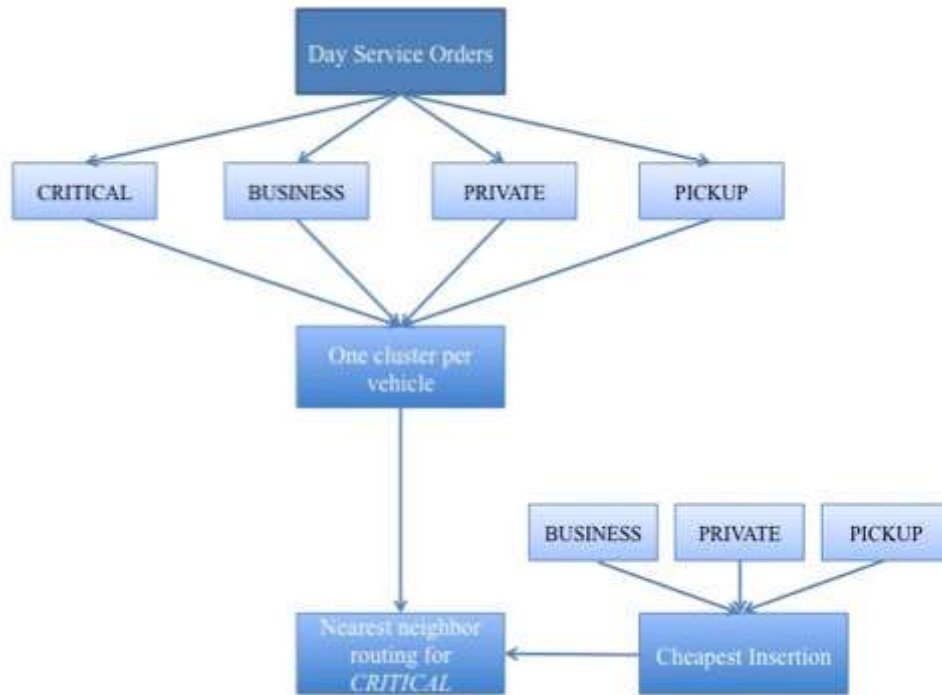 Day Service Orders
CRITICAL
BUSINESS
PRIVATE
PICKUP
One cluster per
vehicle
BUSINESS
PRIVATE
PICKUP
Nearest neighbor
routing for
CRITICAL
Cheapest Insertion